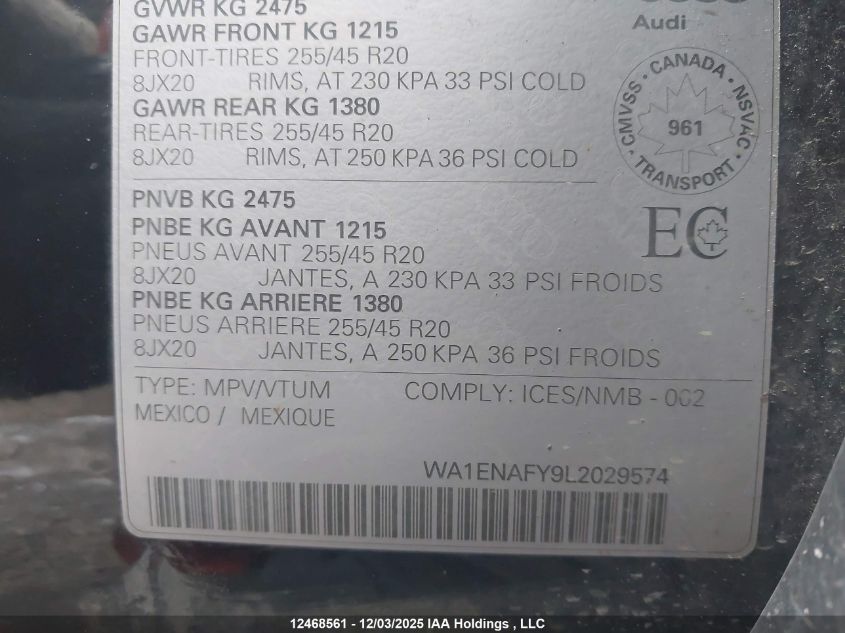 GVWR KG 2475
GAWR FRONT KG 1215
FRONT-TIRES 255/45 R20
8JX20 RIMS, AT 230 KPA 33 PSI COLD
GAWR REAR KG 1380
REAR-TIRES 255/45 R20
8JX20 RIMS, AT 250 KPA 36 PSI COLD
Audi
CMVSS · CANADA · NSVAC · TRANSPORT ·
961
PNVB KG 2475
PNBE KG AVANT 1215
PNEUS AVANT 255/45 R20
8JX20 JANTES, A 230 KPA 33 PSI FROIDS
PNBE KG ARRIERE 1380
PNEUS ARRIERE 255/45 R20
8JX20 JANTES, A 250 KPA 36 PSI FROIDS
EC
TYPE: MPV/VTUM COMPLY: ICES/NMB - 002
MEXICO / MEXIQUE
WA1ENAFY9L2029574
12468561 - 12/03/2025 IAA Holdings , LLC